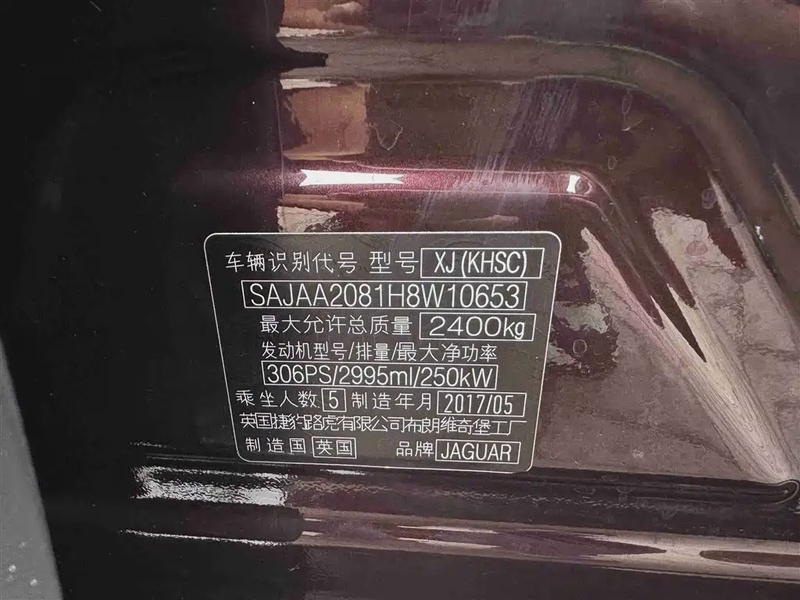 车辆识别代号 型号 XJ (KHSC)
SAJAA2081H8W10653
最大允许总质量 2400kg
发动机型号/排量/最大净功率
306PS/2995ml/250kW
乘坐人数 5 制造年月 2017/05
英国捷豹路虎有限公司布朗维奇堡工厂
制造国 英国 品牌 JAGUAR